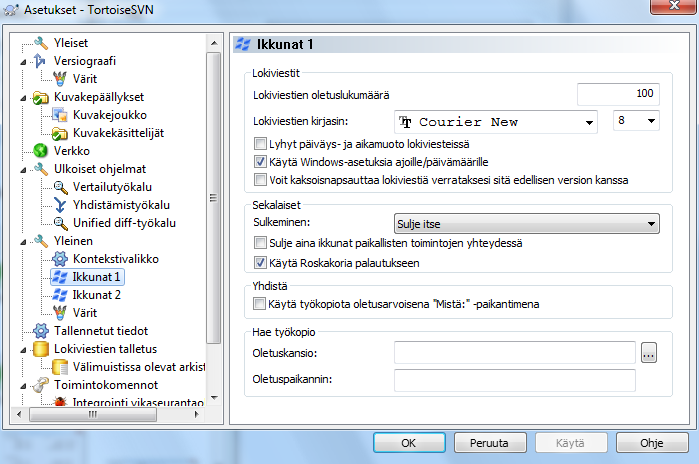 Asetukset - TortoiseSVN
Yleiset
Versiograafi
Värit
Kuvakepäällykset
Kuvakejoukko
Kuvakekäsittelijät
Verkko
Ulkoiset ohjelmat
Vertailutyökalu
Yhdistämistyökalu
Unified diff-työkalu
Yleinen
Kontekstivalikko
Ikkunat 1
Ikkunat 2
Värit
Tallennetut tiedot
Lokiviestien talletus
Välimuistissa olevat arkist
Toimintokomennot
Integrointi vikaseurantao
Ikkunat 1
Lokiviestit
Lokiviestien oletuslukumäärä 100
Lokiviestien kirjasin: Courier New 8
Lyhyt päiväys- ja aikamuoto lokiviesteissä
Käytä Windows-asetuksia ajoille/päivämäärille
Voit kaksoisnapsauttaa lokiviestiä verrataksesi sitä edellisen version kanssa
Sekalaiset
Sulkeminen: Sulje itse
Sulje aina ikkunat paikallisten toimintojen yhteydessä
Käytä Roskakoria palautukseen
Yhdistä
Käytä työkopiota oletusarvoisena "Mistä:" -paikantimena
Hae työkopio
Oletuskansio: ...
Oletuspaikannin:
OK Peruuta Käytä Ohje